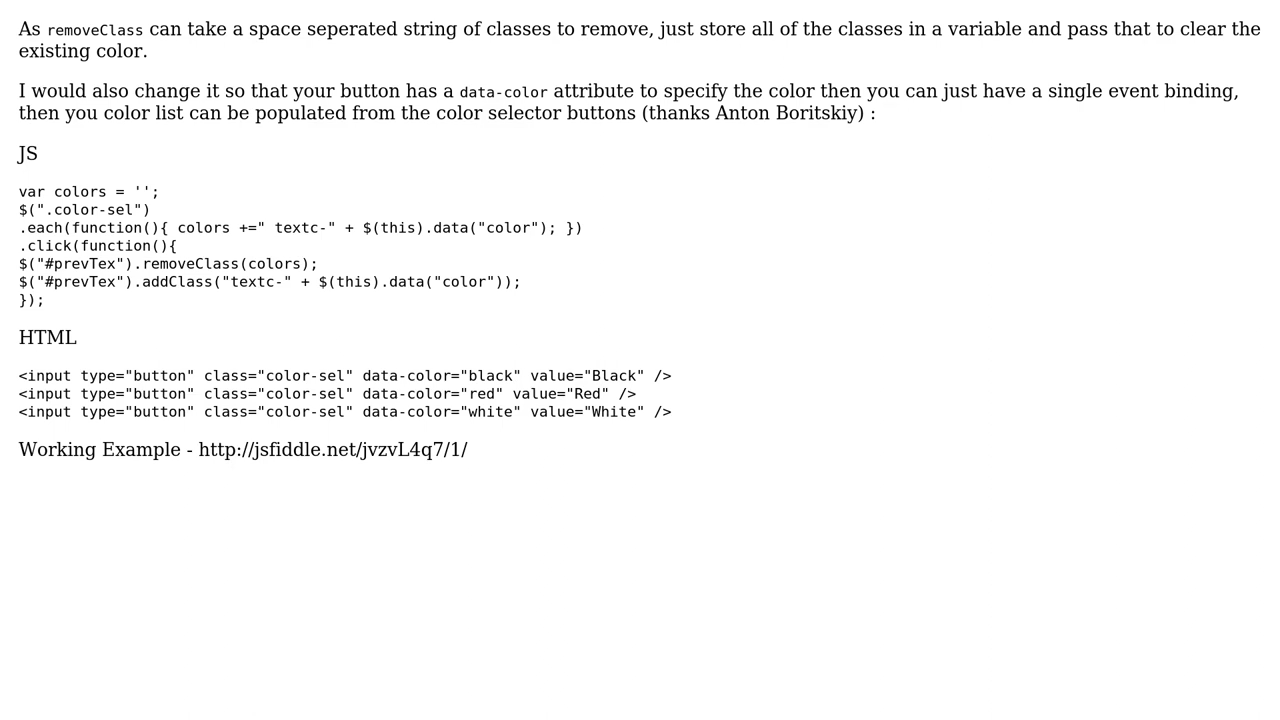 As removeClass can take a space seperated string of classes to remove, just store all of the classes in a variable and pass that to clear the
existing color.
I would also change it so that your button has a data-color attribute to specify the color then you can just have a single event binding,
then you color list can be populated from the color selector buttons (thanks Anton Boritskiy) :
JS
var colors = '';
$(".color-sel")
.each(function(){ colors +=" textc-" + $(this).data("color"); })
.click(function(){
$("#prevTex").removeClass(colors);
$("#prevTex").addClass("textc-" + $(this).data("color"));
});
HTML
<input type="button" class="color-sel" data-color="black" value="Black" />
<input type="button" class="color-sel" data-color="red" value="Red" />
<input type="button" class="color-sel" data-color="white" value="White" />
Working Example - http://jsfiddle.net/jvzvL4q7/1/